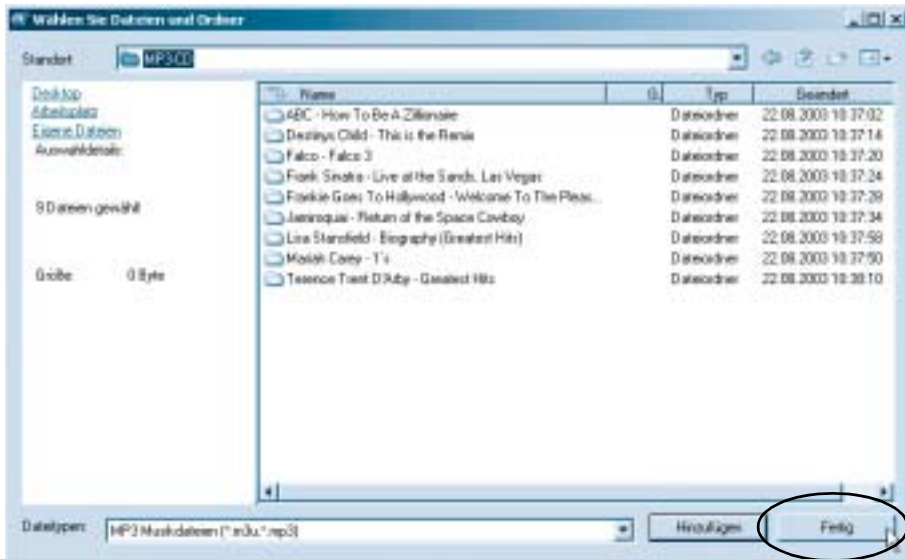 Wählen Sie Dateien und Ordner
Standort: MP3CD
Desktop
Arbeitsplatz
Eigene Dateien
Auswahldetails:
9 Dateien gewählt
Größe: 0 Byte
Name G. Typ Geändert
ABC - How To Be A Zillionaire Dateiordner 22.08.2003 10:37:02
Destinys Child - This is the Remix Dateiordner 22.08.2003 10:37:14
Falco - Falco 3 Dateiordner 22.08.2003 10:37:20
Frank Sinatra - Live at the Sands, Las Vegas Dateiordner 22.08.2003 10:37:24
Frankie Goes To Hollywood - Welcome To The Pleas... Dateiordner 22.08.2003 10:37:28
Jamiroquai - Return of the Space Cowboy Dateiordner 22.08.2003 10:37:34
Lisa Stansfield - Biography (Greatest Hits) Dateiordner 22.08.2003 10:37:58
Mariah Carey - 1's Dateiordner 22.08.2003 10:37:50
Terence Trent D'Arby - Greatest Hits Dateiordner 22.08.2003 10:38:10
Dateitypen: MP3 Musikdateien (*.m3u,*.mp3) Hinzufügen Fertig